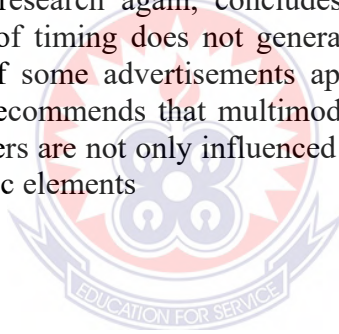 research again, concludes
of timing does not genera
f some advertisements ap
ecommends that multimod
ers are not only influenced
ic elements
EDUCATION FOR SERVICE